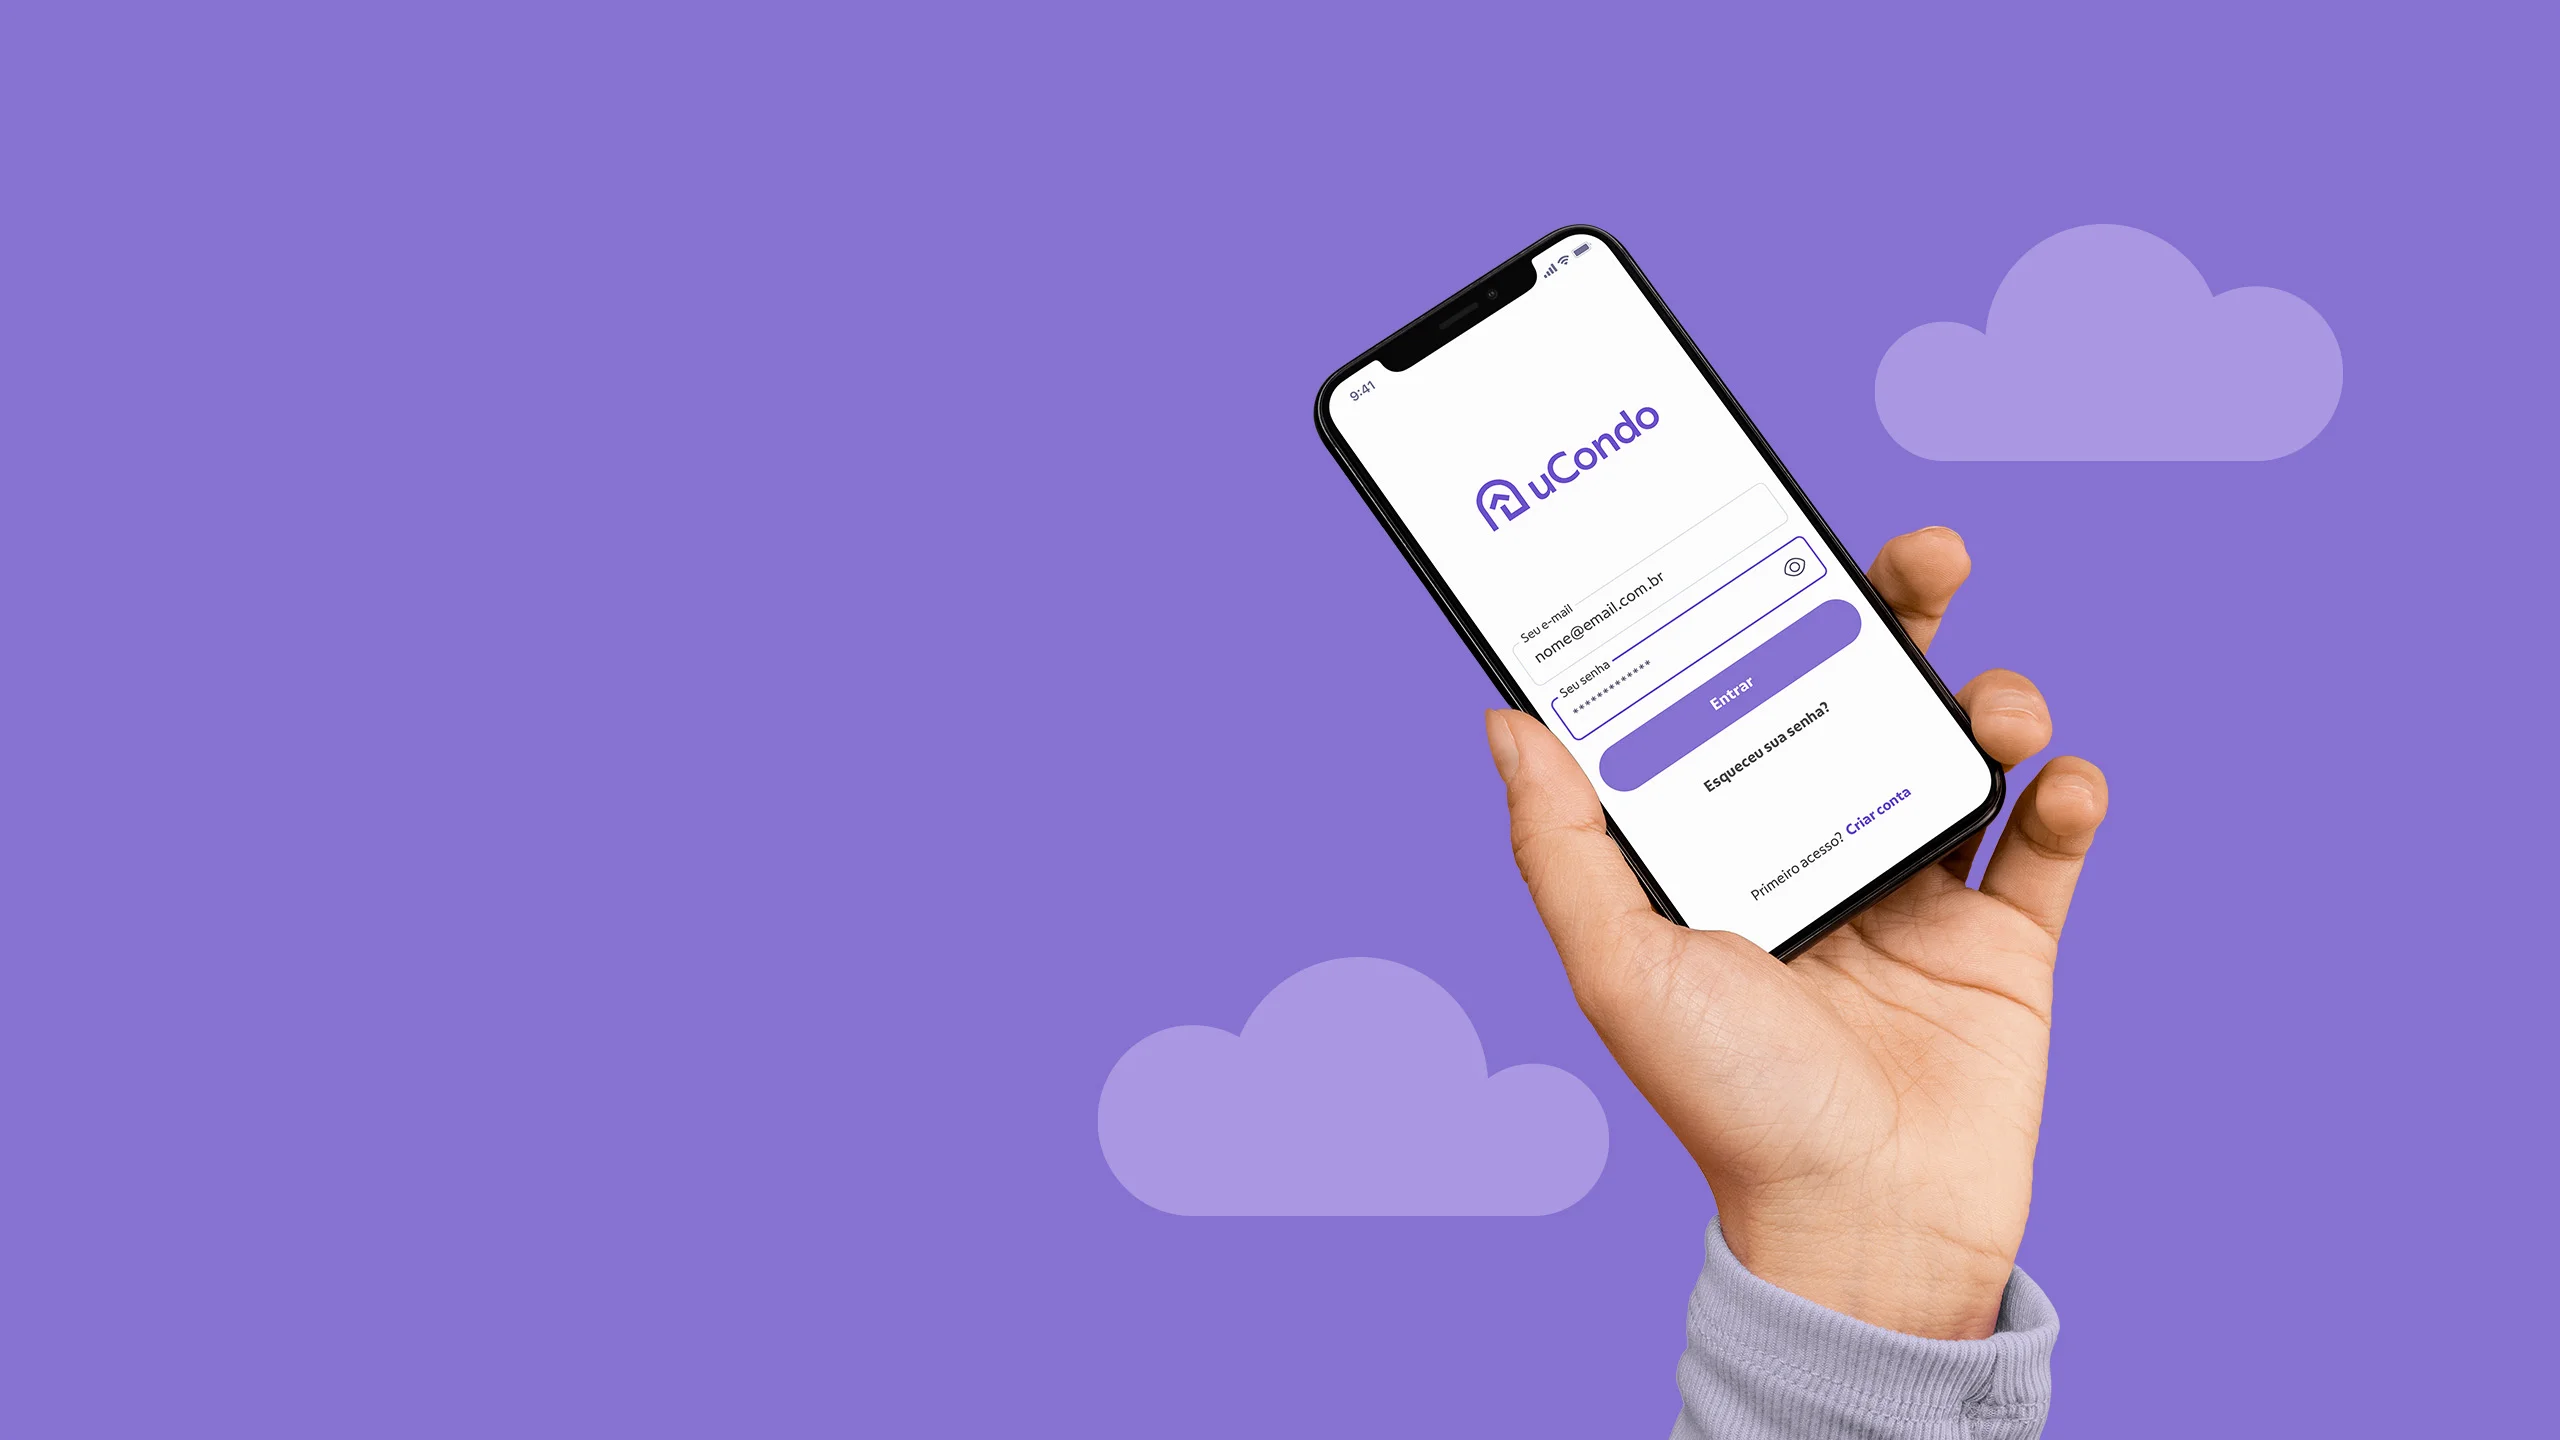 9:41
uCondo
Seu e-mail
nome@email.com.br
Seu senha
************
Entrar
Esqueceu sua senha?
Primeiro acesso? Criar conta